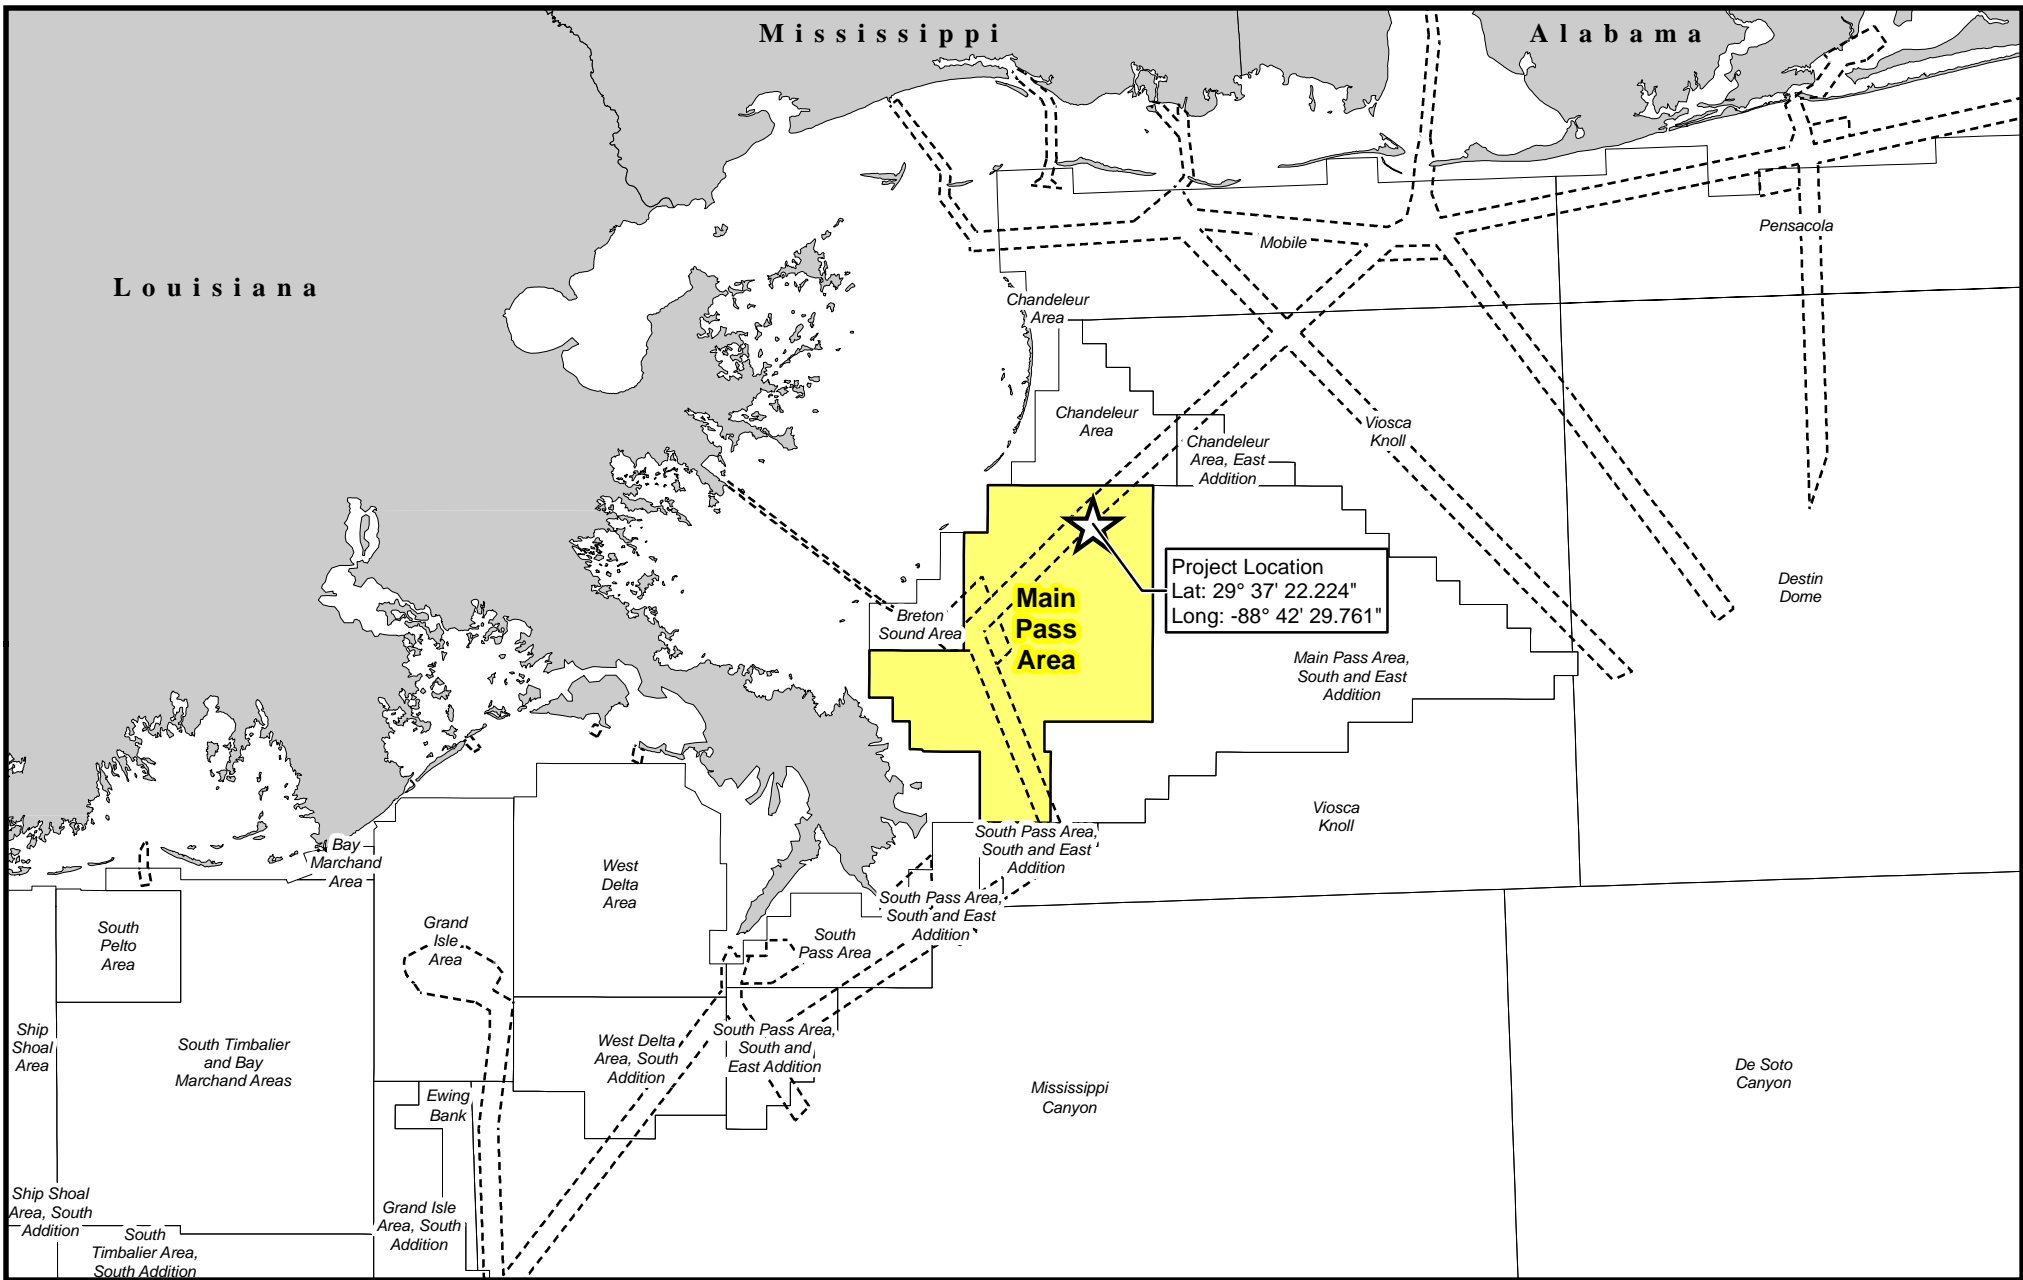 Mississippi
Alabama
Louisiana
Pensacola
Mobile
Chandeleur
Area
Chandeleur
Area
Viosca
Knoll
Chandeleur
Area, East
Addition
Project Location
Lat: 29° 37' 22.224"
Long: -88° 42' 29.761"
Destin
Dome
Main
Pass
Area
Breton
Sound Area
Main Pass Area,
South and East
Addition
Viosca
Knoll
South Pass Area,
South and East
Addition
Bay
Marchand
Area
West
Delta
Area
South Pass Area,
South and East
Addition
South
Pelto
Area
Grand
Isle
Area
South
Pass Area
Ship
Shoal
Area
South Timbalier
and Bay
Marchand Areas
West Delta
Area, South
Addition
South Pass Area,
South and
East Addition
De Soto
Canyon
Ewing
Bank
Mississippi
Canyon
Ship Shoal
Area, South
Addition
South
Timbalier Area,
South Addition
Grand Isle
Area, South
Addition